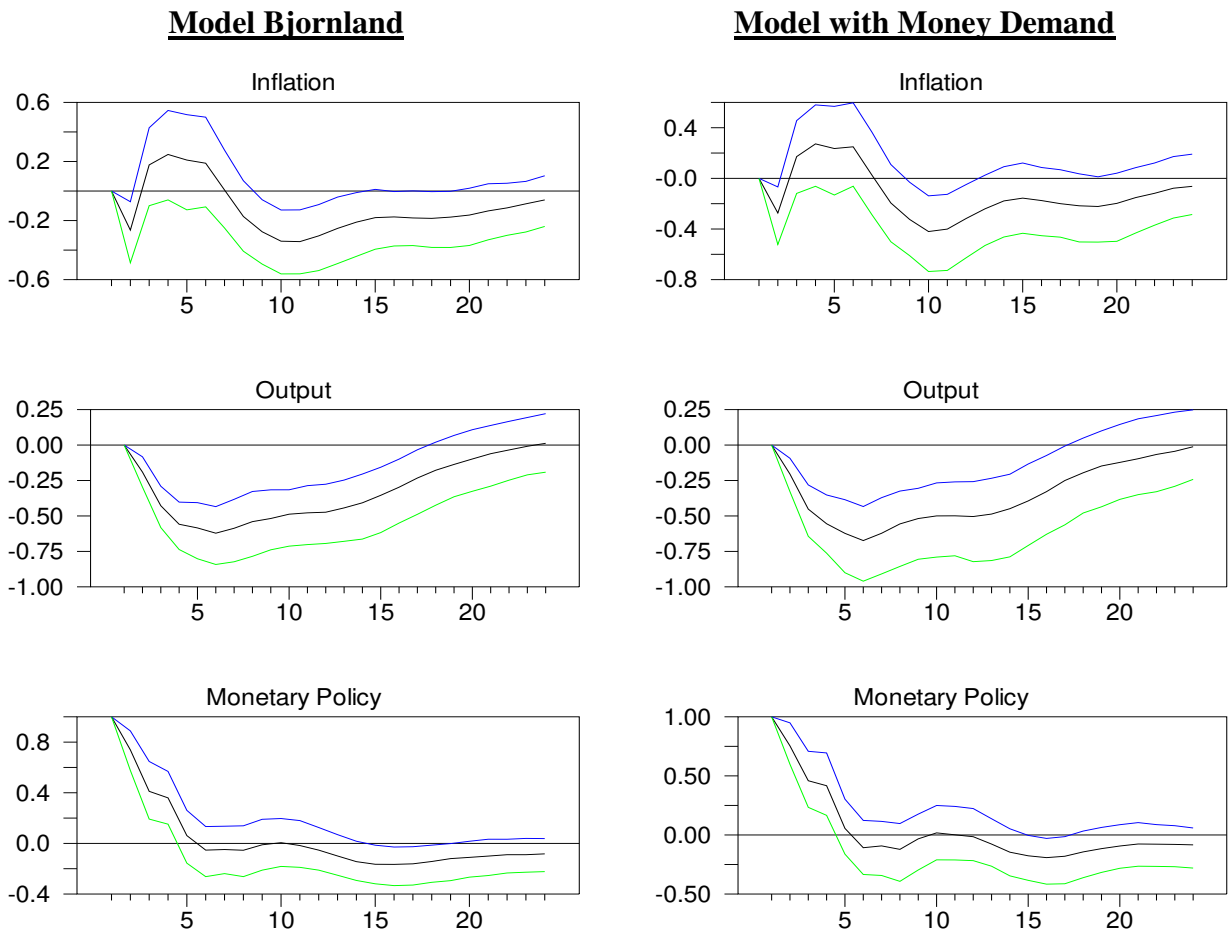 Model Bjornland
Model with Money Demand
Inflation
0.6
0.2
-0.2
-0.6
5 10 15 20
Inflation
0.4
-0.0
-0.4
-0.8
5 10 15 20
Output
0.25
0.00
-0.25
-0.50
-0.75
-1.00
5 10 15 20
Output
0.25
0.00
-0.25
-0.50
-0.75
-1.00
5 10 15 20
Monetary Policy
0.8
0.4
0.0
-0.4
5 10 15 20
Monetary Policy
1.00
0.50
0.00
-0.50
5 10 15 20